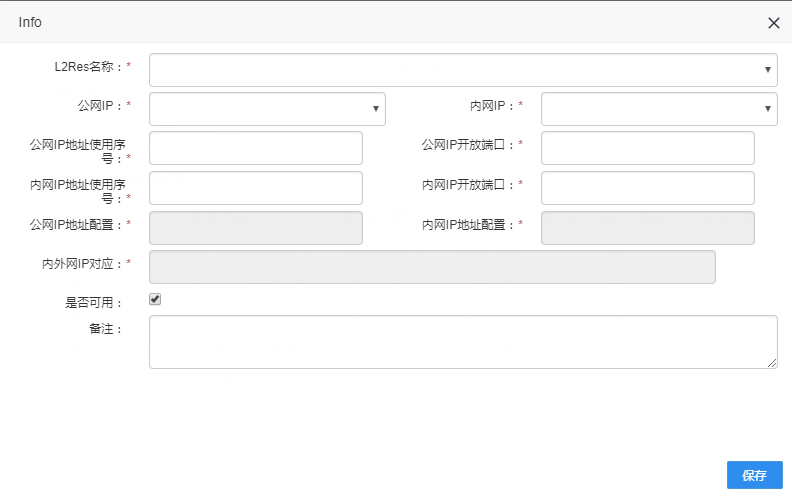 Info
L2Res名称：*
公网IP：*
内网IP：*
公网IP地址使用序
号：*
公网IP开放端口：*
内网IP地址使用序
号：*
内网IP开放端口：*
公网IP地址配置：*
内网IP地址配置：*
内外网IP对应：*
是否可用：
备注：
保存